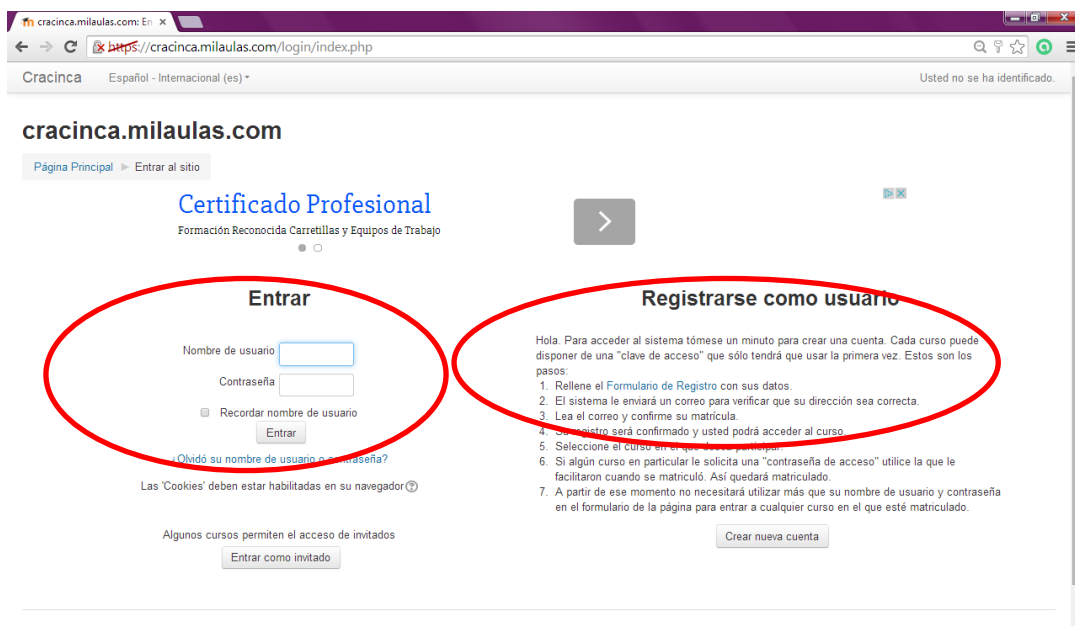 cracinca.milaulas.com: En
https://cracinca.milaulas.com/login/index.php
Cracinca Español - Internacional (es) Usted no se ha identificado.
cracinca.milaulas.com
Página Principal ► Entrar al sitio
Certificado Profesional
Formación Reconocida Carretillas y Equipos de Trabajo
Entrar
Nombre de usuario
Contraseña
Recordar nombre de usuario
Entrar
¿Olvidó su nombre de usuario o contraseña?
Las 'Cookies' deben estar habilitadas en su navegador
Algunos cursos permiten el acceso de invitados
Entrar como invitado
Registrarse como usuario
Hola. Para acceder al sistema tómese un minuto para crear una cuenta. Cada curso puede
disponer de una "clave de acceso" que sólo tendrá que usar la primera vez. Estos son los
pasos:
1. Rellene el Formulario de Registro con sus datos.
2. El sistema le enviará un correo para verificar que su dirección sea correcta.
3. Lea el correo y confirme su matrícula.
4. Su registro será confirmado y usted podrá acceder al curso.
5. Seleccione el curso en el que desea participar.
6. Si algún curso en particular le solicita una "contraseña de acceso" utilice la que le
facilitaron cuando se matriculó. Así quedará matriculado.
7. A partir de ese momento no necesitará utilizar más que su nombre de usuario y contraseña
en el formulario de la página para entrar a cualquier curso en el que esté matriculado.
Crear nueva cuenta